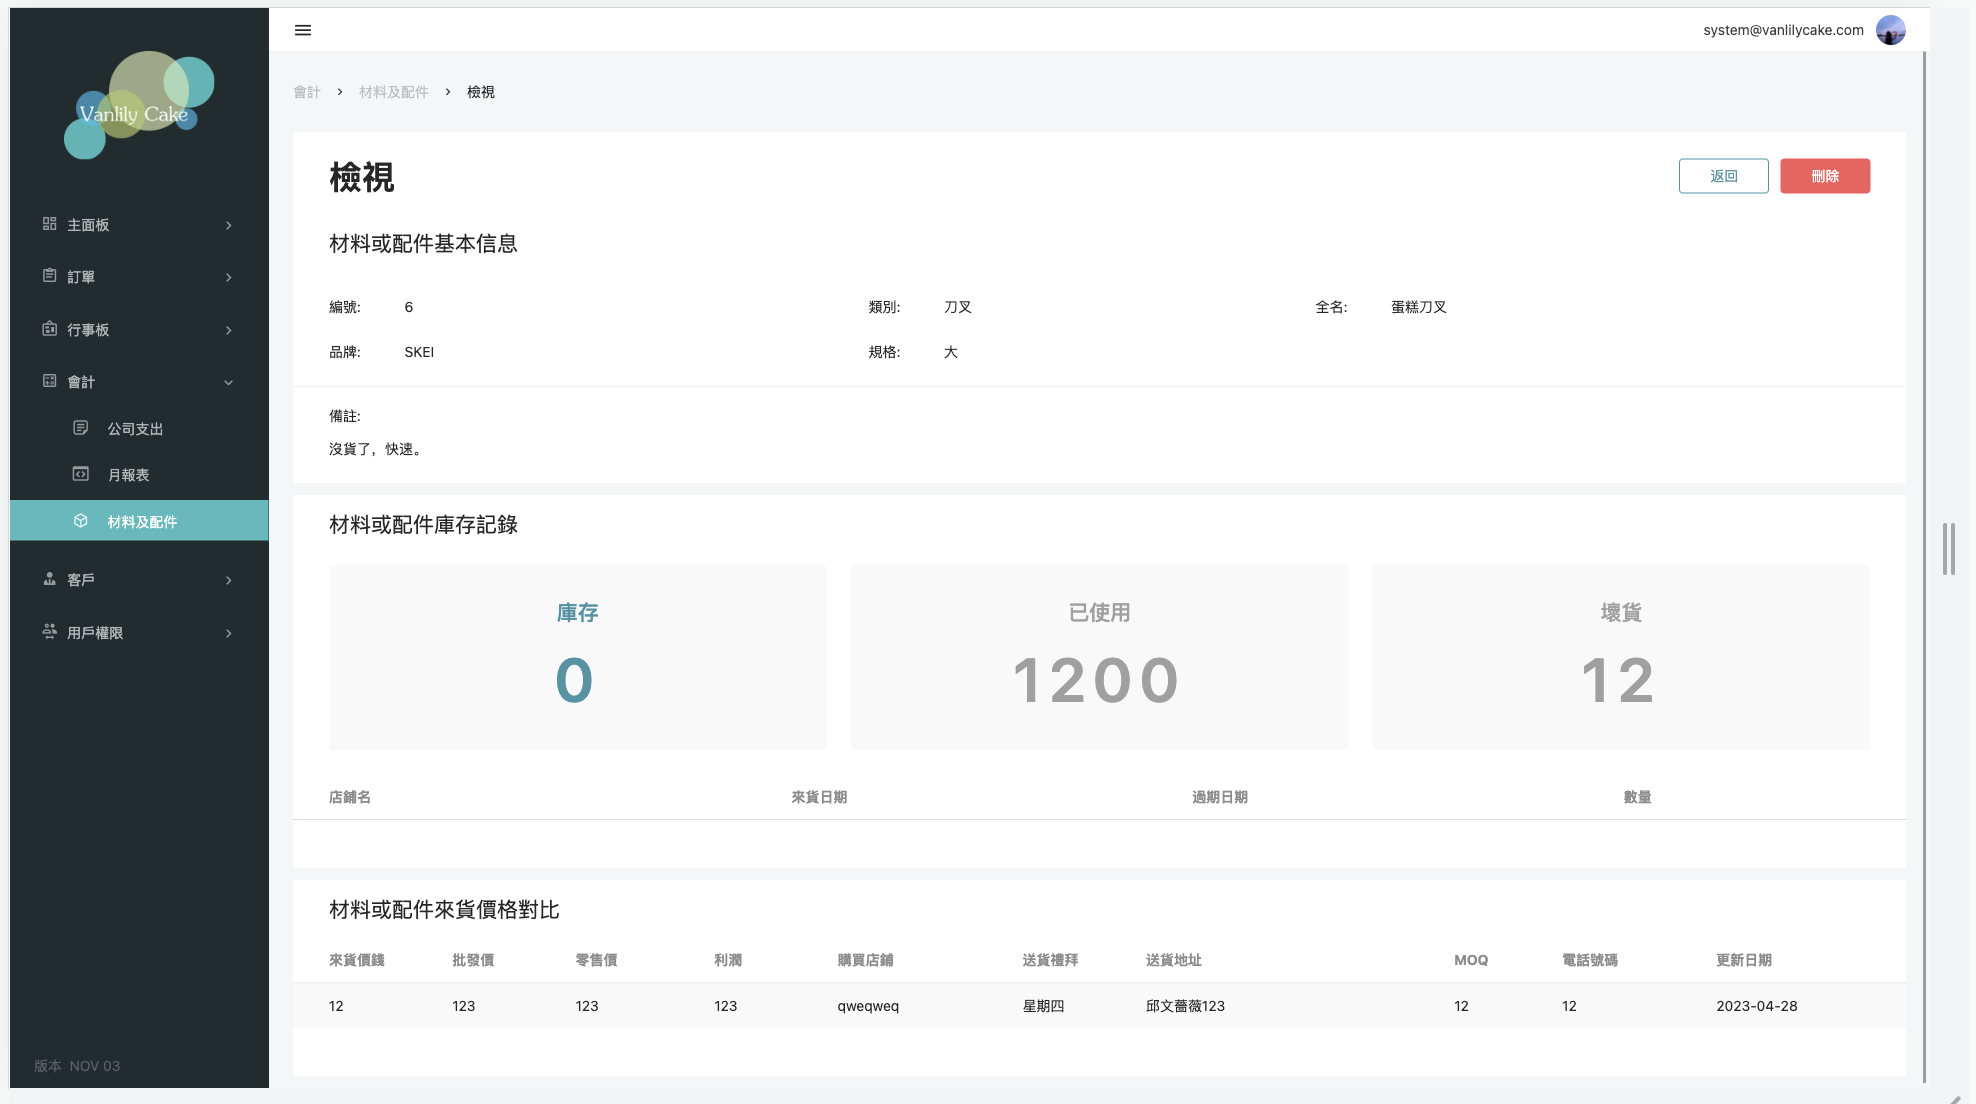 Vanlily Cake
主面板
訂單
行事板
會計
公司支出
月報表
材料及配件
客戶
用戶權限
版本 NOV 03
system@vanlilycake.com
會計 › 材料及配件 › 檢視
檢視
返回 刪除
材料或配件基本信息
編號: 6 類別: 刀叉 全名: 蛋糕刀叉
品牌: SKEI 規格: 大
備註:
沒貨了，快速。
材料或配件庫存記錄
庫存 已使用 壞貨
0 1200 12
店鋪名 來貨日期 過期日期 數量
材料或配件來貨價格對比
來貨價錢 批發價 零售價 利潤 購買店鋪 送貨禮拜 送貨地址 MOQ 電話號碼 更新日期
12 123 123 123 qweqweq 星期四 邱文薔薇123 12 12 2023-04-28